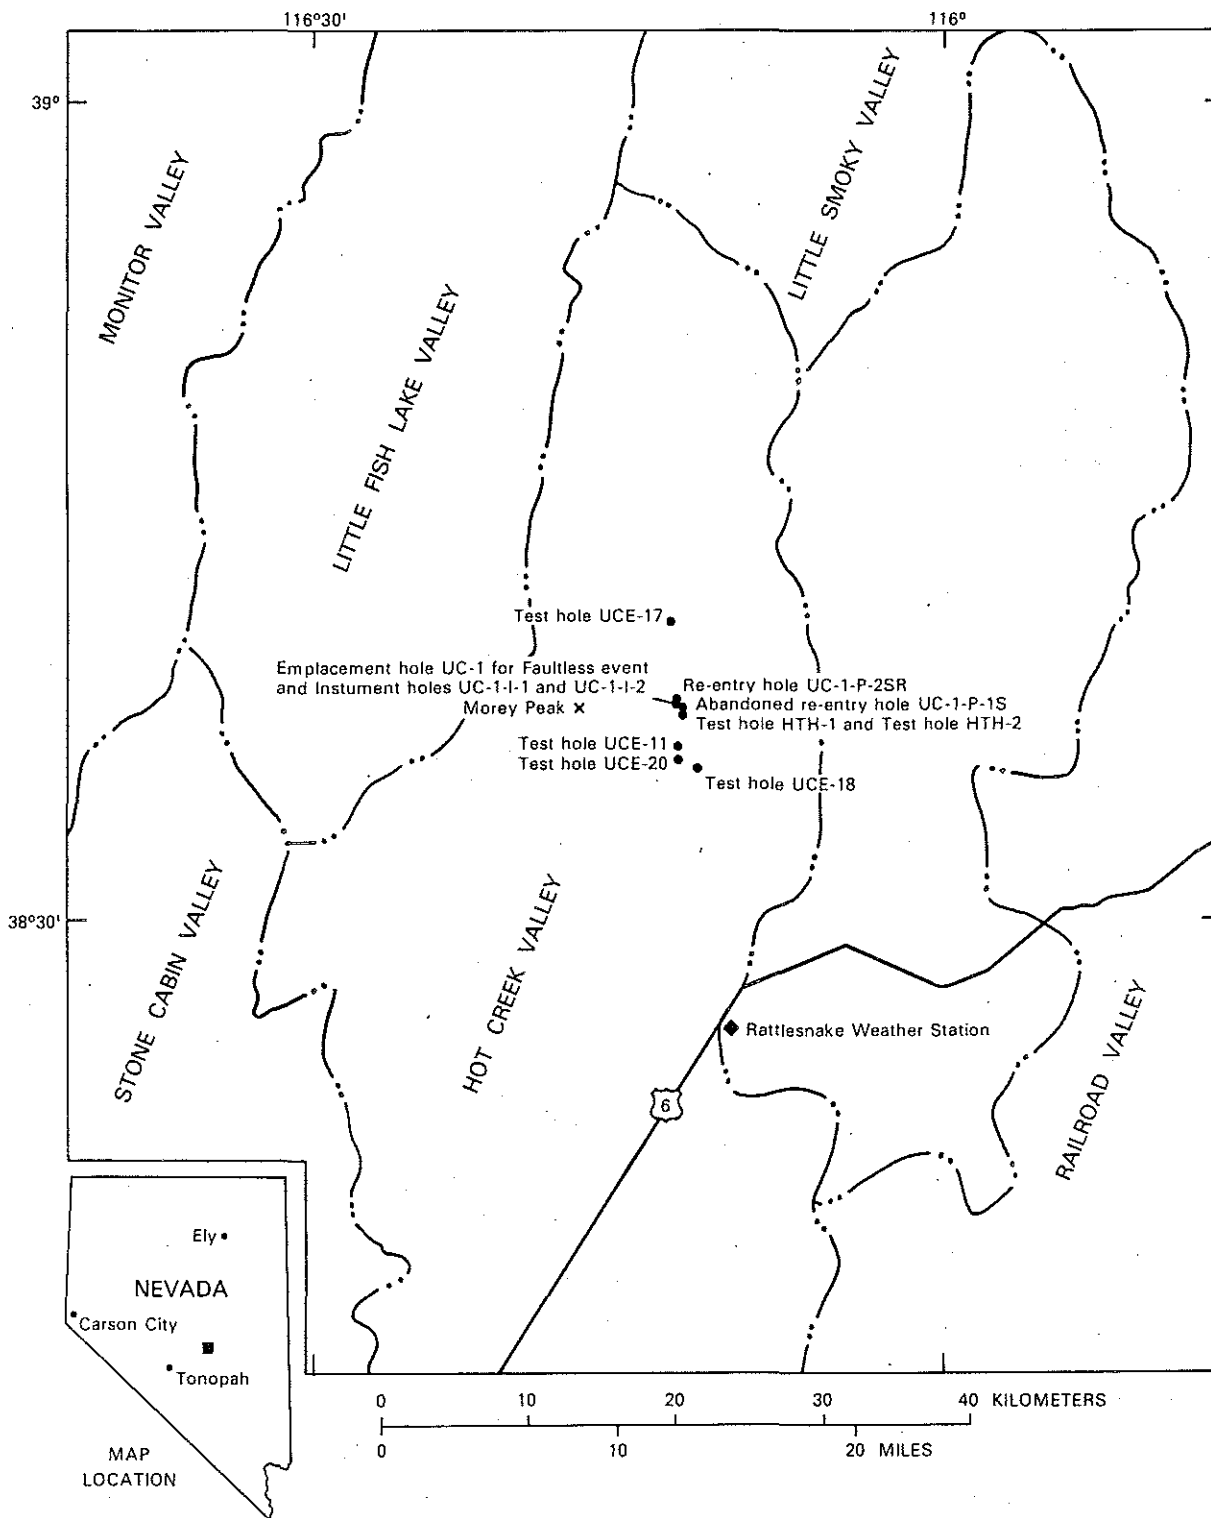 116°30'
116°
39°
MONITOR VALLEY
LITTLE FISH LAKE VALLEY
LITTLE SMOKY VALLEY
Test hole UCE-17
Emplacement hole UC-1 for Faultless event
and Instument holes UC-1-I-1 and UC-1-I-2
Re-entry hole UC-1-P-2SR
Abandoned re-entry hole UC-1-P-1S
Morey Peak
Test hole HTH-1 and Test hole HTH-2
Test hole UCE-11
Test hole UCE-20
Test hole UCE-18
38°30'
STONE CABIN VALLEY
HOT CREEK VALLEY
RAILROAD VALLEY
Rattlesnake Weather Station
6
Ely
NEVADA
Carson City
Tonopah
MAP
LOCATION
0 10 20 30 40 KILOMETERS
0 10 20 MILES